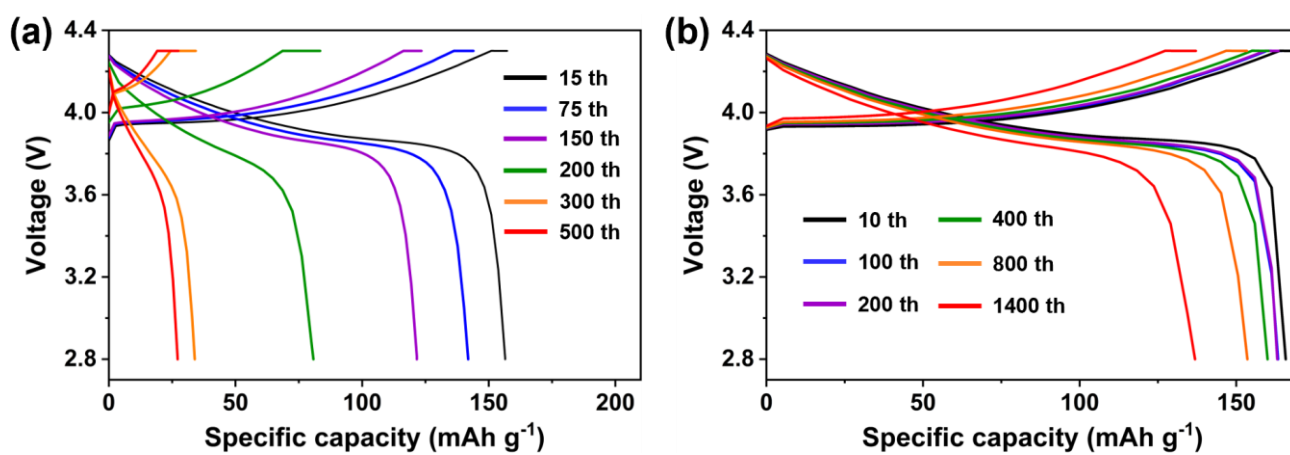 (a)
4.4
4.0
3.6
3.2
2.8
Voltage (V)
15 th
75 th
150 th
200 th
300 th
500 th
0 50 100 150 200
Specific capacity (mAh g⁻¹)
(b)
4.4
4.0
3.6
3.2
2.8
Voltage (V)
10 th 400 th
100 th 800 th
200 th 1400 th
0 50 100 150
Specific capacity (mAh g⁻¹)